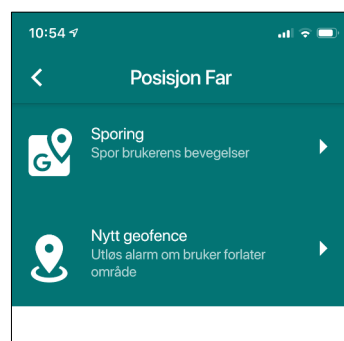 10:54
Posisjon Far
Sporing
Spor brukerens bevegelser
G
Nytt geofence
Utløs alarm om bruker forlater
område